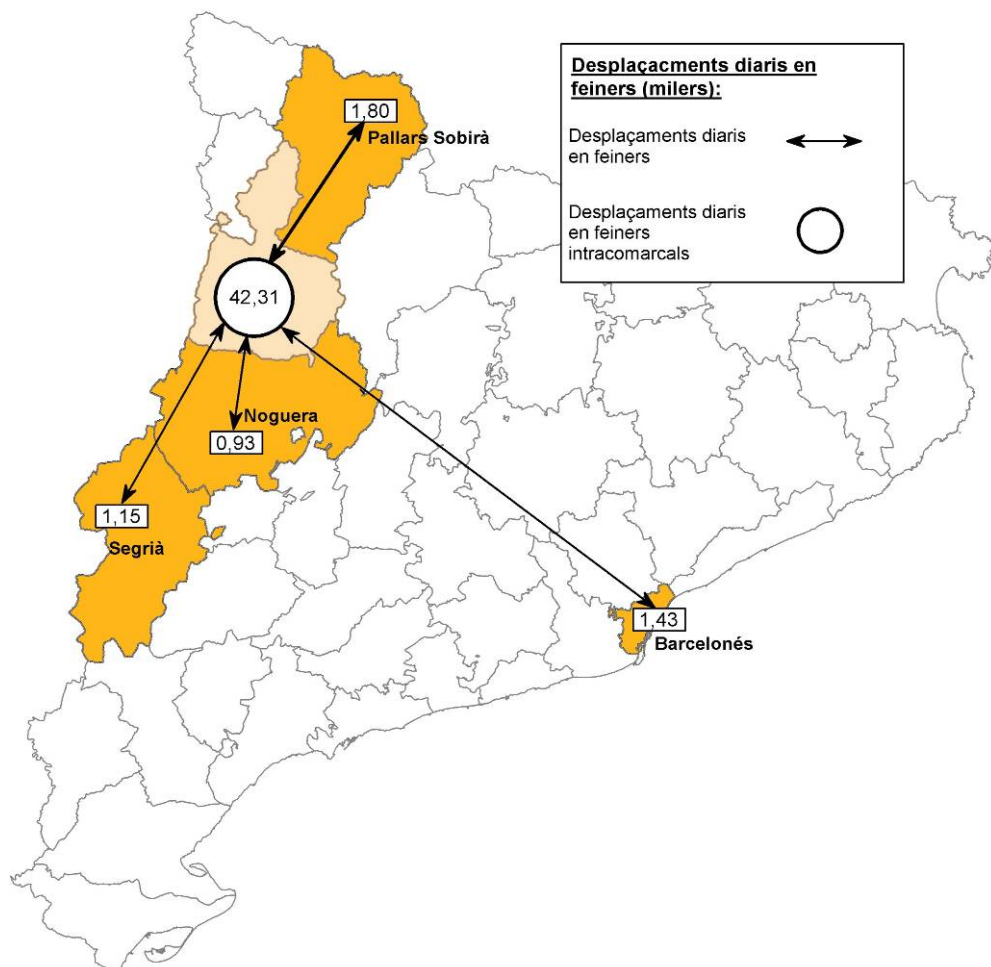 Desplaçacments diaris en
feiners (milers):
Desplaçaments diaris
en feiners
Desplaçaments diaris
en feiners
intracomarcals
1,80
Pallars Sobirà
42,31
Noguera
0,93
1,15
Segrià
1,43
Barcelonés